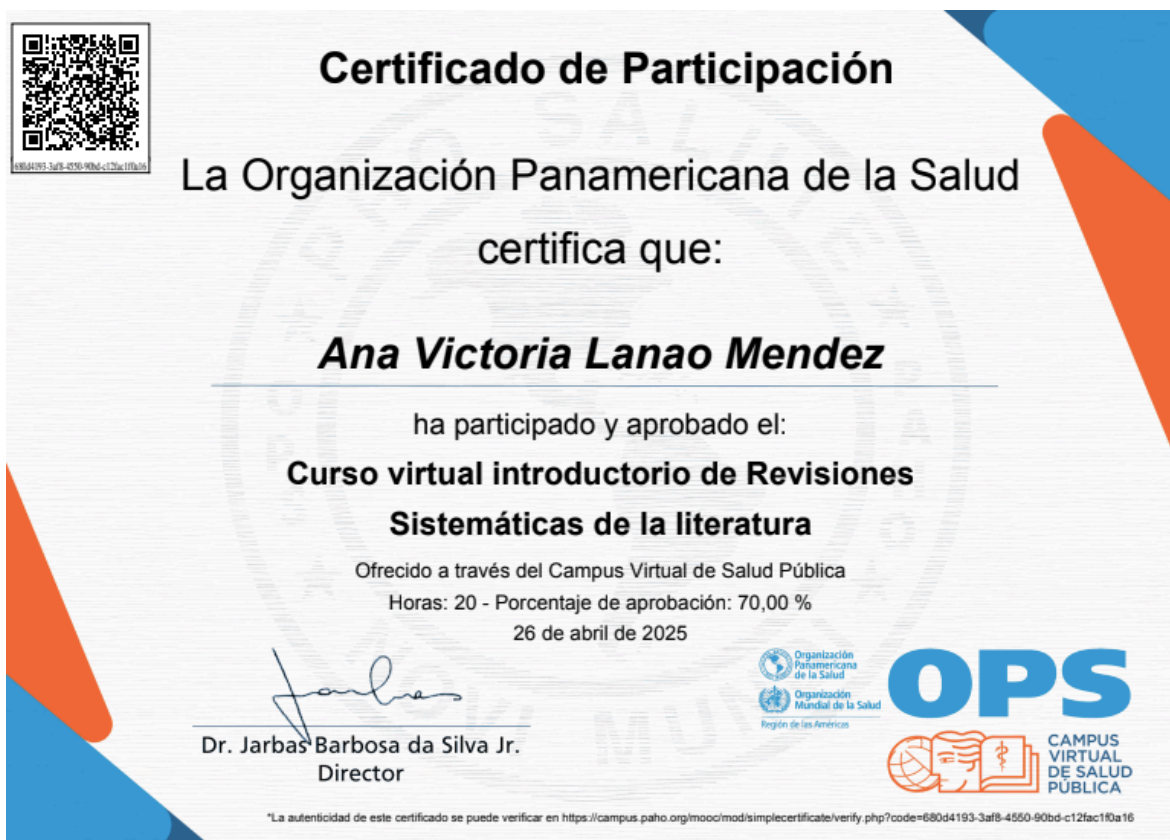 680d4193-3af8-4550-90bd-c12fac1f0a16
Certificado de Participación
La Organización Panamericana de la Salud
certifica que:
Ana Victoria Lanao Mendez
ha participado y aprobado el:
Curso virtual introductorio de Revisiones
Sistemáticas de la literatura
Ofrecido a través del Campus Virtual de Salud Pública
Horas: 20 - Porcentaje de aprobación: 70,00 %
26 de abril de 2025
Dr. Jarbas Barbosa da Silva Jr.
Director
Organización
Panamericana
de la Salud
Organización
Mundial de la Salud
Región de las Américas
OPS
CAMPUS
VIRTUAL
DE SALUD
PÚBLICA
*La autenticidad de este certificado se puede verificar en https://campus.paho.org/mooc/mod/simplecertificate/verify.php?code=680d4193-3af8-4550-90bd-c12fac1f0a16